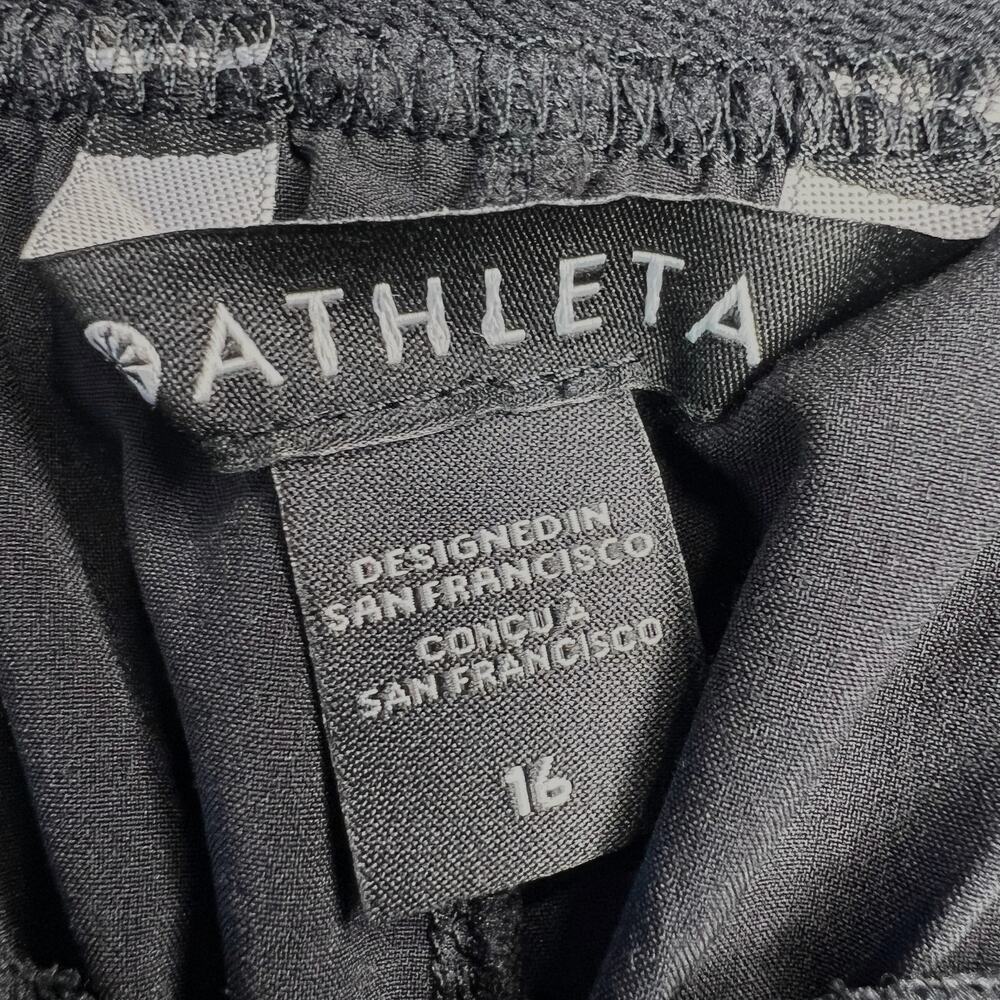 ATHLETA
DESIGNED IN
SAN FRANCISCO
CONÇU À
SAN FRANCISCO
16